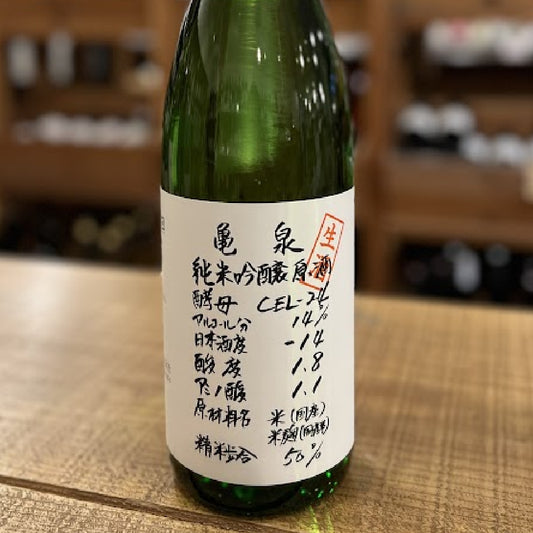 亀泉
生酒
純米吟醸原酒
酵母 CEL-24
アルコール分 14%
日本酒度 -14
酸度 1.8
アミノ酸 1.1
原材料名 米(国産)
米麹(国産米)
精米歩合 50%